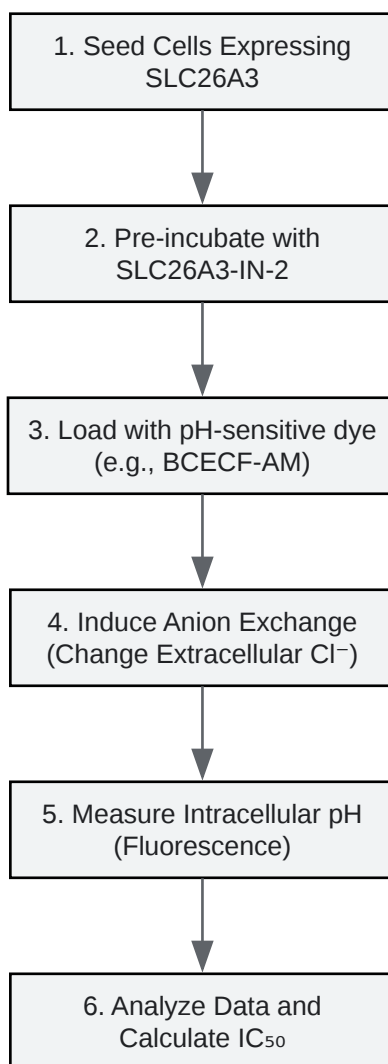 1. Seed Cells Expressing
SLC26A3
2. Pre-incubate with
SLC26A3-IN-2
3. Load with pH-sensitive dye
(e.g., BCECF-AM)
4. Induce Anion Exchange
(Change Extracellular Cl⁻)
5. Measure Intracellular pH
(Fluorescence)
6. Analyze Data and
Calculate IC₅₀